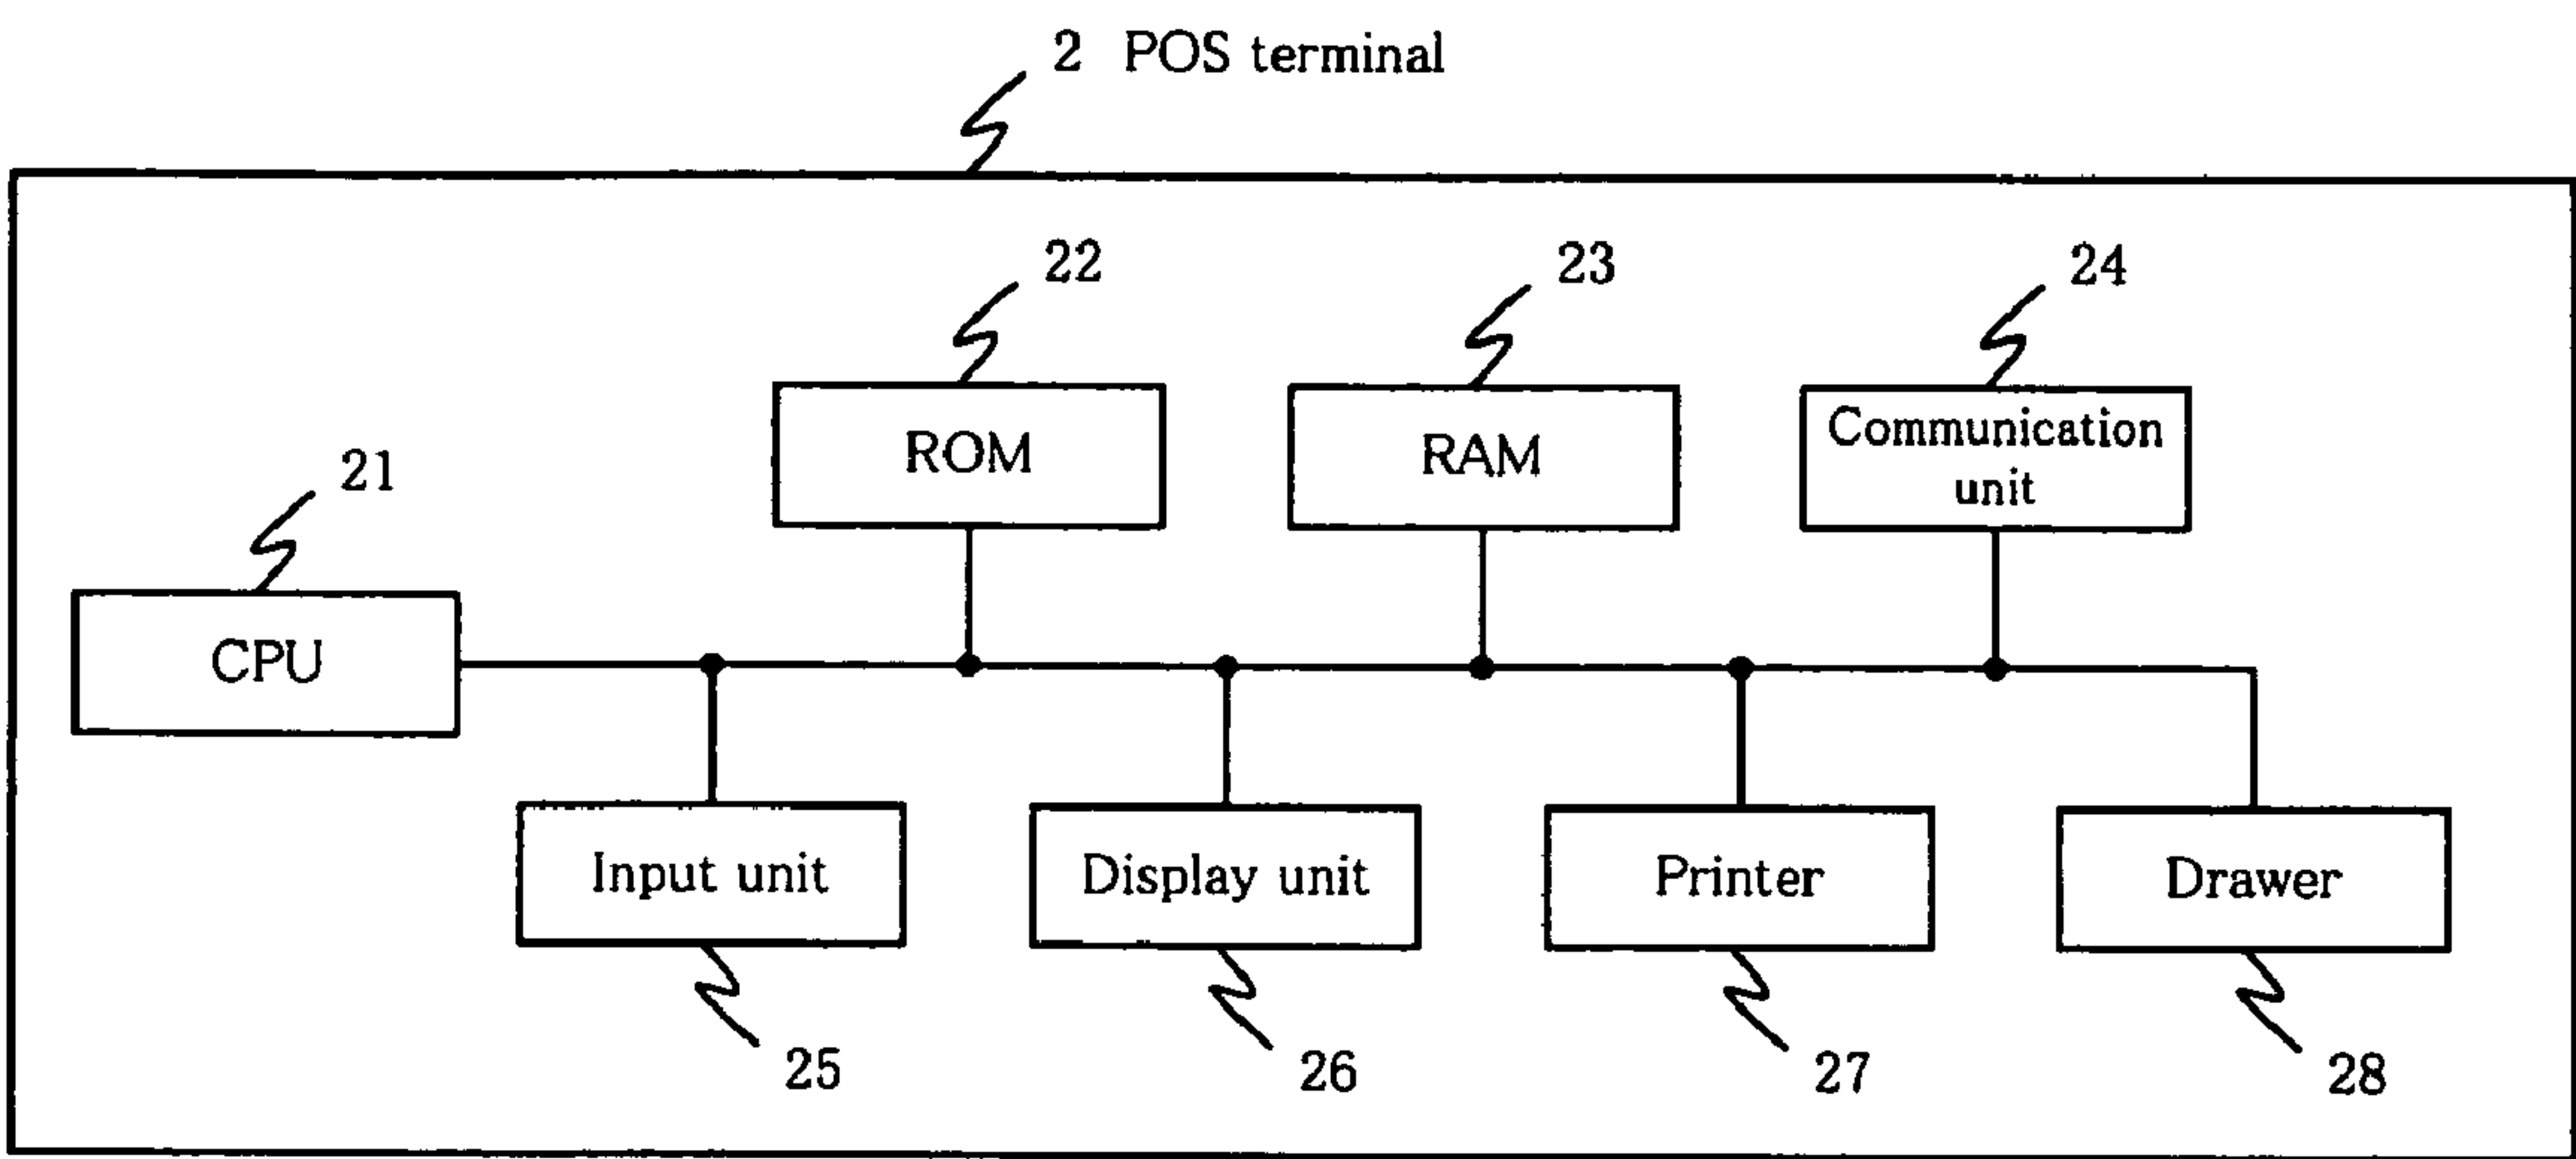 2 POS terminal
22
23
24
ROM
RAM
Communication
unit
21
CPU
Input unit
Display unit
Printer
Drawer
25
26
27
28